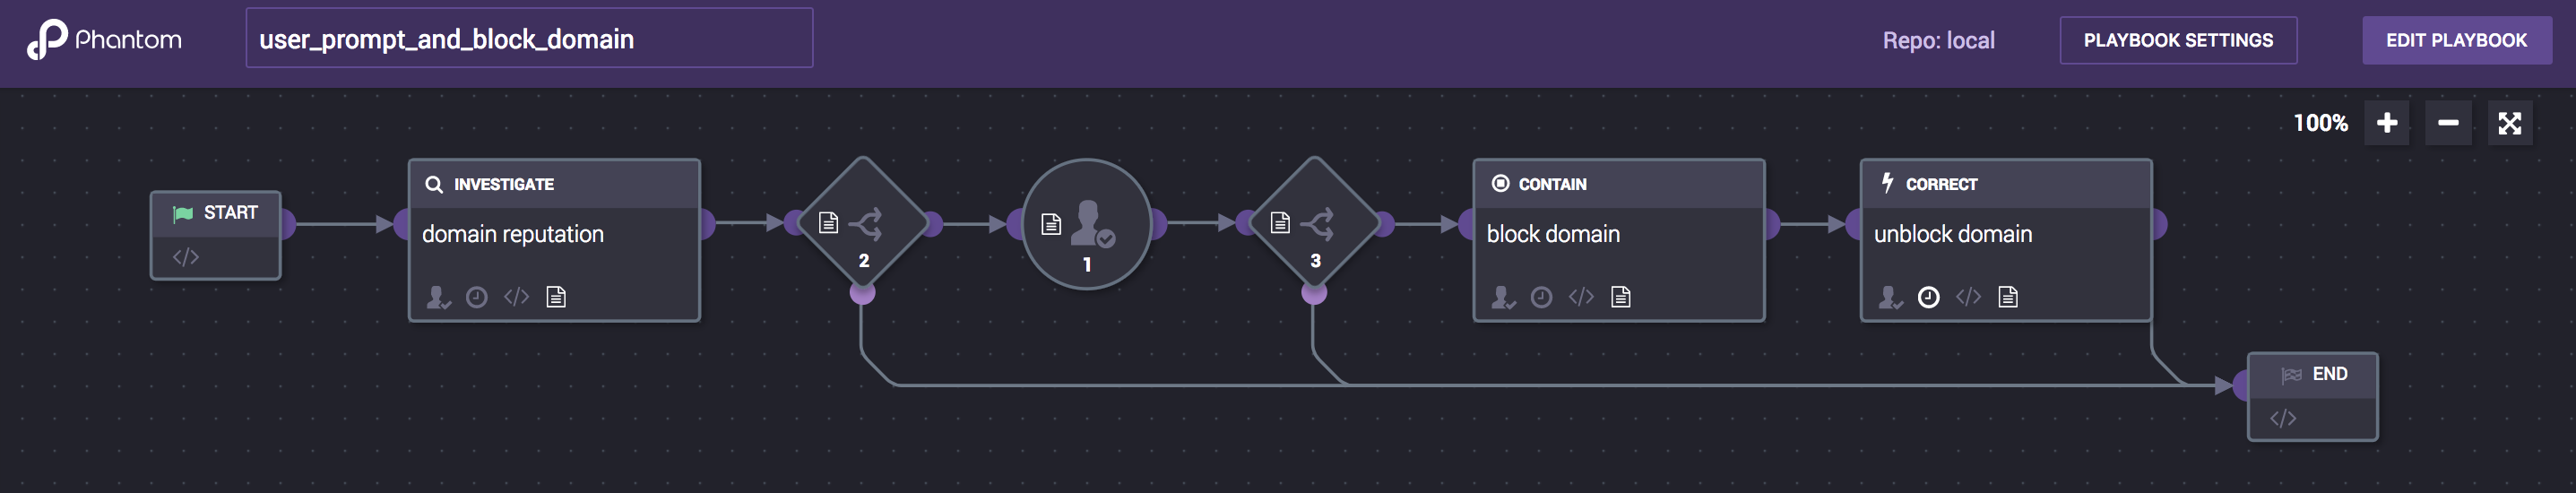 Phantom
user_prompt_and_block_domain
Repo: local
PLAYBOOK SETTINGS
EDIT PLAYBOOK
100%
START
INVESTIGATE
domain reputation
2
1
3
CONTAIN
block domain
CORRECT
unblock domain
END